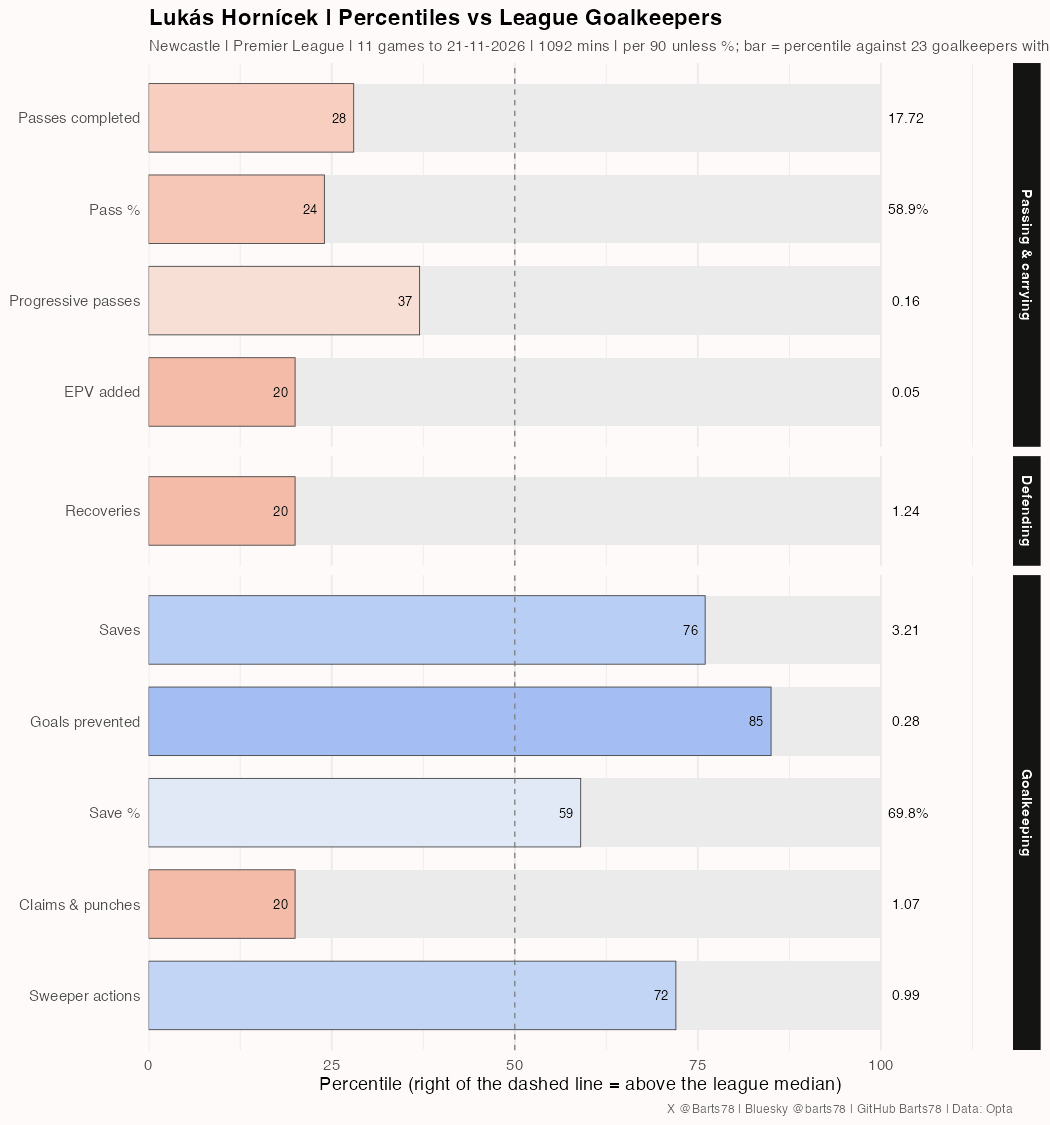 Lukás Hornícek | Percentiles vs League Goalkeepers
Newcastle | Premier League | 11 games to 21-11-2026 | 1092 mins | per 90 unless %; bar = percentile against 23 goalkeepers with
Passes completed 28 17.72
Pass % 24 58.9%
Progressive passes 37 0.16
EPV added 20 0.05
Passing & carrying
Recoveries 20 1.24
Defending
Saves 76 3.21
Goals prevented 85 0.28
Save % 59 69.8%
Claims & punches 20 1.07
Sweeper actions 72 0.99
Goalkeeping
0 25 50 75 100
Percentile (right of the dashed line = above the league median)
X @Barts78 | Bluesky @barts78 | GitHub Barts78 | Data: Opta